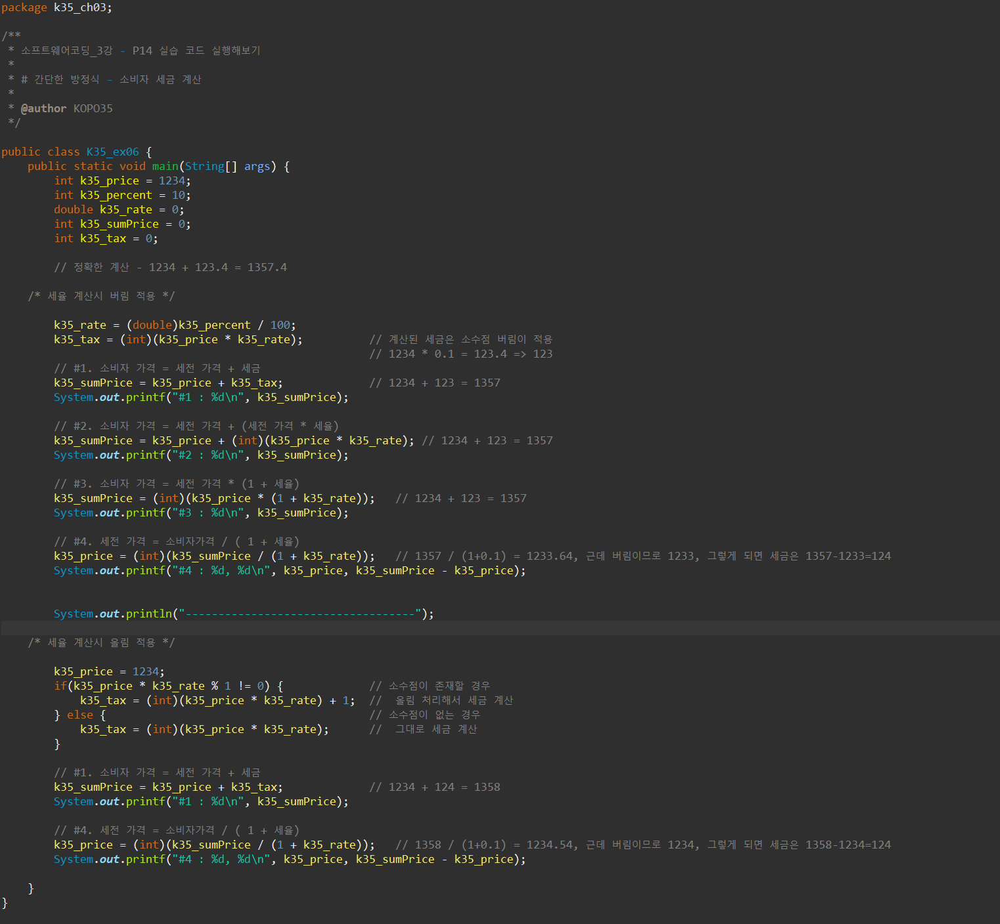 package k35_ch03;
/**
 * 소프트웨어코딩_3강 - P14 실습 코드 실행해보기
 *
 * # 간단한 방정식 - 소비자 세금 계산
 *
 * @author KOPO35
 */
public class K35_ex06 {
    public static void main(String[] args) {
        int k35_price = 1234;
        int k35_percent = 10;
        double k35_rate = 0;
        int k35_sumPrice = 0;
        int k35_tax = 0;
        // 정확한 계산 - 1234 + 123.4 = 1357.4
    /* 세율 계산시 버림 적용 */
        k35_rate = (double)k35_percent / 100;
        k35_tax = (int)(k35_price * k35_rate);          // 계산된 세금은 소수점 버림이 적용
                                                        // 1234 * 0.1 = 123.4 => 123
        // #1. 소비자 가격 = 세전 가격 + 세금
        k35_sumPrice = k35_price + k35_tax;             // 1234 + 123 = 1357
        System.out.printf("#1 : %d\n", k35_sumPrice);
        // #2. 소비자 가격 = 세전 가격 + (세전 가격 * 세율)
        k35_sumPrice = k35_price + (int)(k35_price * k35_rate); // 1234 + 123 = 1357
        System.out.printf("#2 : %d\n", k35_sumPrice);
        // #3. 소비자 가격 = 세전 가격 * (1 + 세율)
        k35_sumPrice = (int)(k35_price * (1 + k35_rate));   // 1234 + 123 = 1357
        System.out.printf("#3 : %d\n", k35_sumPrice);
        // #4. 세전 가격 = 소비자가격 / ( 1 + 세율)
        k35_price = (int)(k35_sumPrice / (1 + k35_rate));   // 1357 / (1+0.1) = 1233.64, 근데 버림이므로 1233, 그렇게 되면 세금은 1357-1233=124
        System.out.printf("#4 : %d, %d\n", k35_price, k35_sumPrice - k35_price);
        System.out.println("-----------------------------------");
    /* 세율 계산시 올림 적용 */
        k35_price = 1234;
        if(k35_price * k35_rate % 1 != 0) {             // 소수점이 존재할 경우
            k35_tax = (int)(k35_price * k35_rate) + 1;  //  올림 처리해서 세금 계산
        } else {                                        // 소수점이 없는 경우
            k35_tax = (int)(k35_price * k35_rate);      //  그대로 세금 계산
        }
        // #1. 소비자 가격 = 세전 가격 + 세금
        k35_sumPrice = k35_price + k35_tax;             // 1234 + 124 = 1358
        System.out.printf("#1 : %d\n", k35_sumPrice);
        // #4. 세전 가격 = 소비자가격 / ( 1 + 세율)
        k35_price = (int)(k35_sumPrice / (1 + k35_rate));   // 1358 / (1+0.1) = 1234.54, 근데 버림이므로 1234, 그렇게 되면 세금은 1358-1234=124
        System.out.printf("#4 : %d, %d\n", k35_price, k35_sumPrice - k35_price);
    }
}